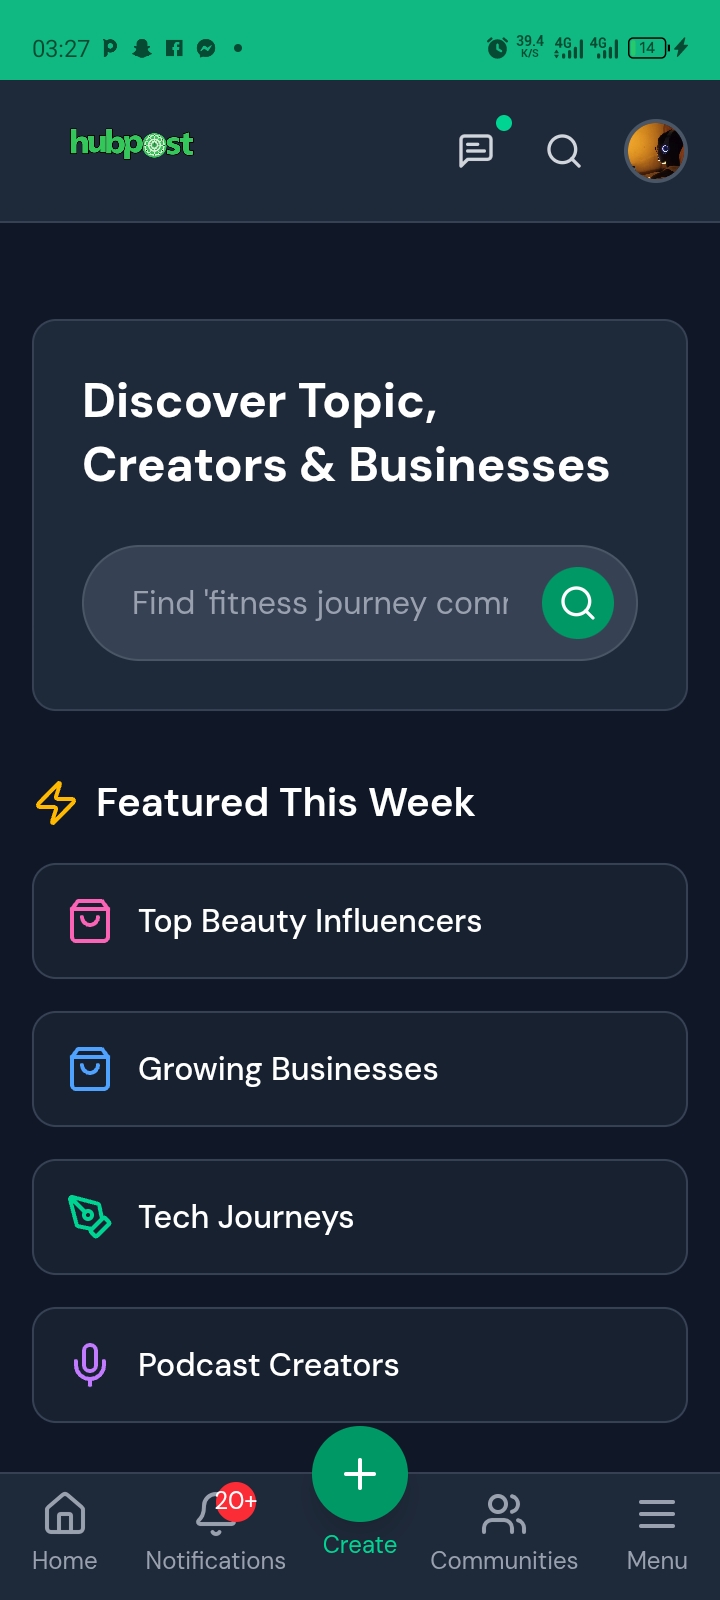 03:27
39.4
K/S
4G
4G
14
hubpost
Discover Topic,
Creators & Businesses
Find 'fitness journey com
Featured This Week
Top Beauty Influencers
Growing Businesses
Tech Journeys
Podcast Creators
20+
Home
Notifications
Create
Communities
Menu